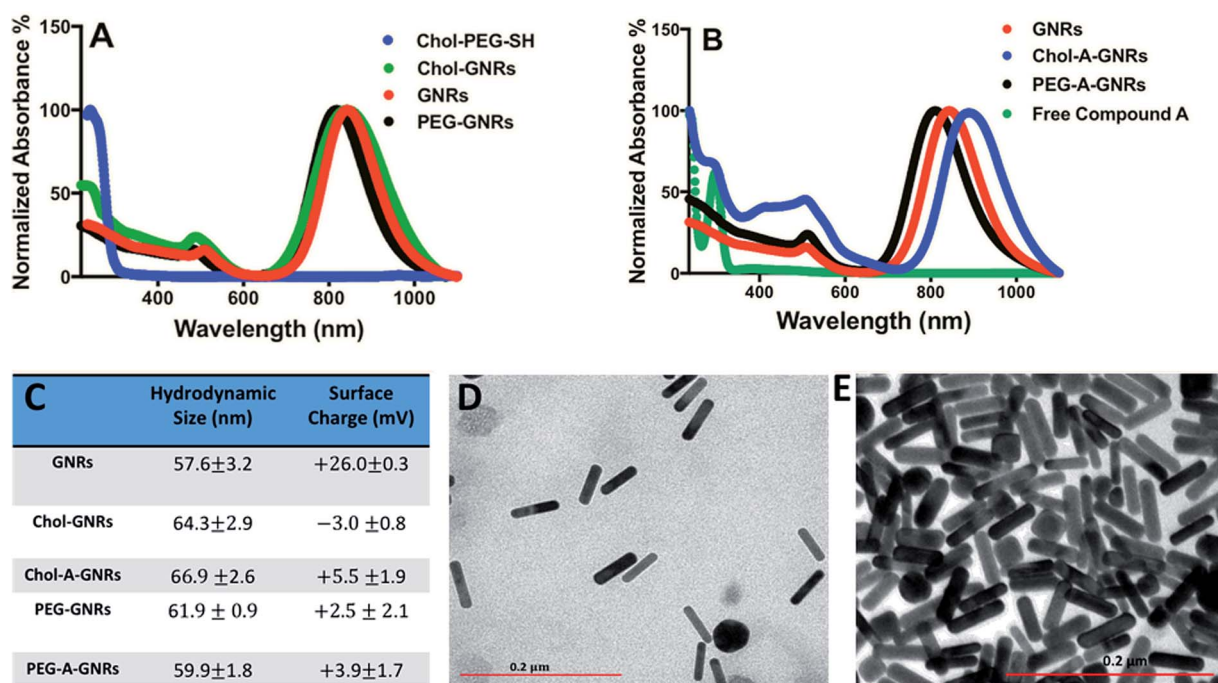 A
Chol-PEG-SH
Chol-GNRs
GNRs
PEG-GNRs
Normalized Absorbance %
150
100
50
0
400 600 800 1000
Wavelength (nm)
B
GNRs
Chol-A-GNRs
PEG-A-GNRs
Free Compound A
Normalized Absorbance %
150
100
50
0
400 600 800 1000
Wavelength (nm)
C
Hydrodynamic Size (nm) Surface Charge (mV)
GNRs 57.6±3.2 +26.0±0.3
Chol-GNRs 64.3±2.9 −3.0 ±0.8
Chol-A-GNRs 66.9 ±2.6 +5.5 ±1.9
PEG-GNRs 61.9 ± 0.9 +2.5 ± 2.1
PEG-A-GNRs 59.9±1.8 +3.9±1.7
D
0.2 µm
E
0.2 µm